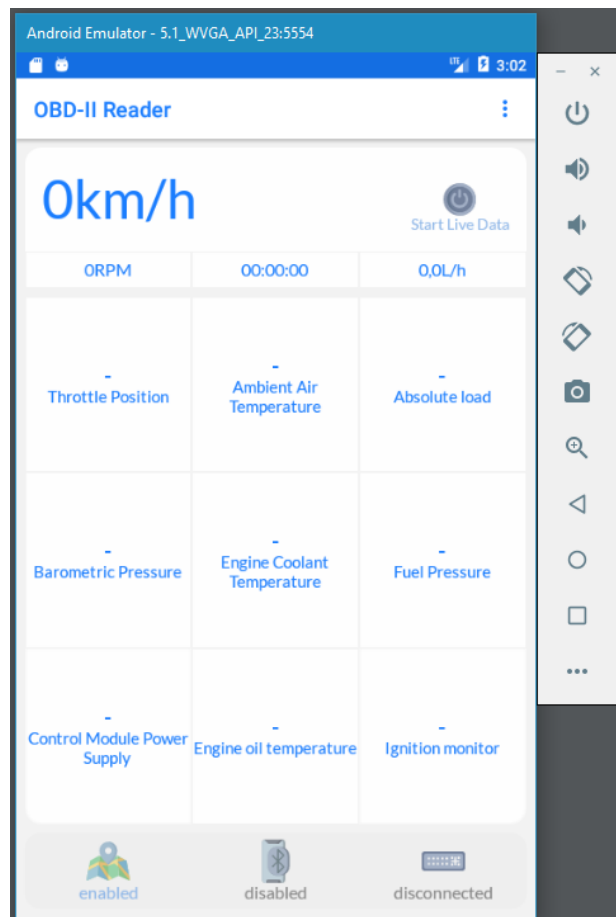 Android Emulator - 5.1_WVGA_API_23:5554
LTE 3:02
OBD-II Reader
0km/h
Start Live Data
0RPM 00:00:00 0,0L/h
-
Throttle Position
-
Ambient Air
Temperature
-
Absolute load
-
Barometric Pressure
-
Engine Coolant
Temperature
-
Fuel Pressure
-
Control Module Power
Supply
-
Engine oil temperature
-
Ignition monitor
enabled disabled disconnected